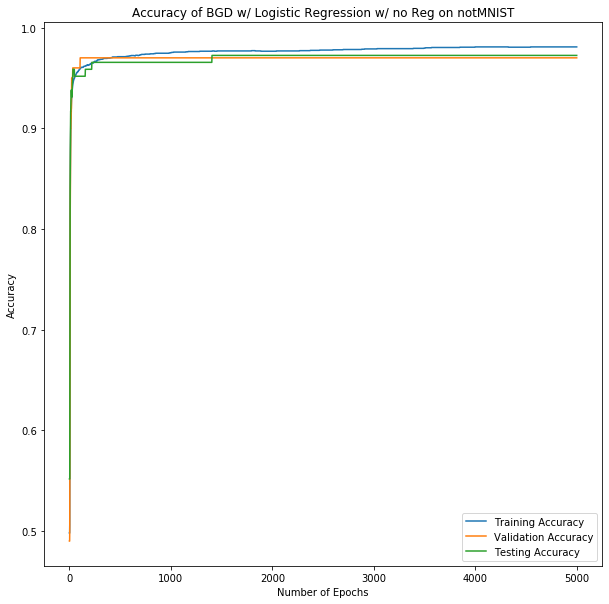 Accuracy of BGD w/ Logistic Regression w/ no Reg on notMNIST
1.0
0.9
0.8
0.7
0.6
0.5
Accuracy
0 1000 2000 3000 4000 5000
Number of Epochs
Training Accuracy
Validation Accuracy
Testing Accuracy